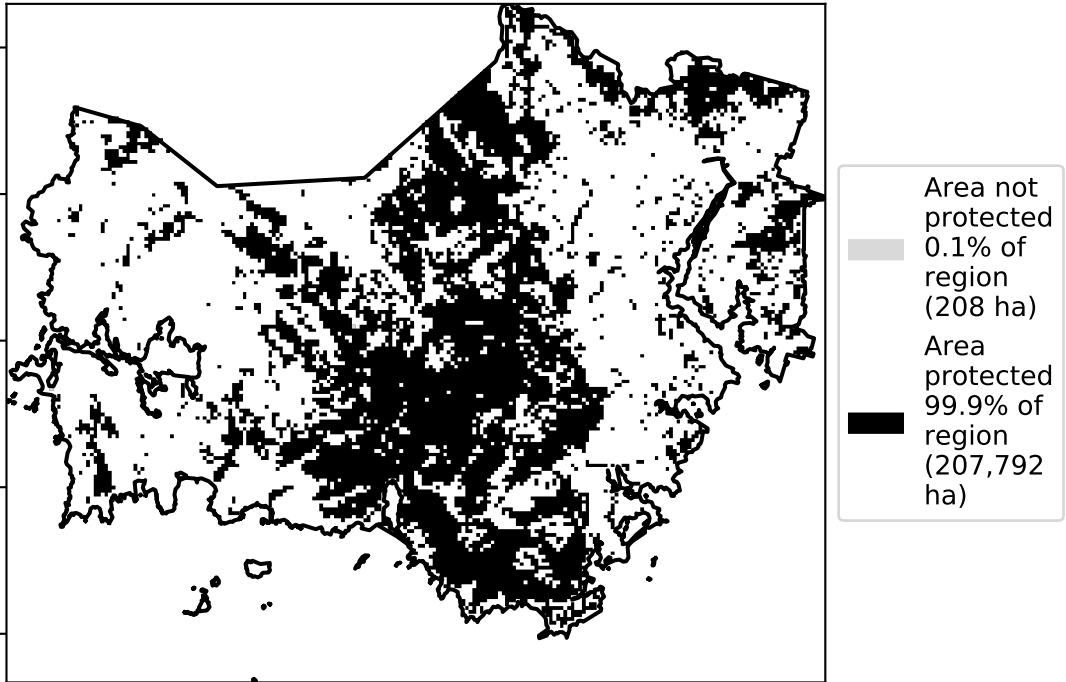 Area not
protected
0.1% of
region
(208 ha)
Area
protected
99.9% of
region
(207,792
ha)